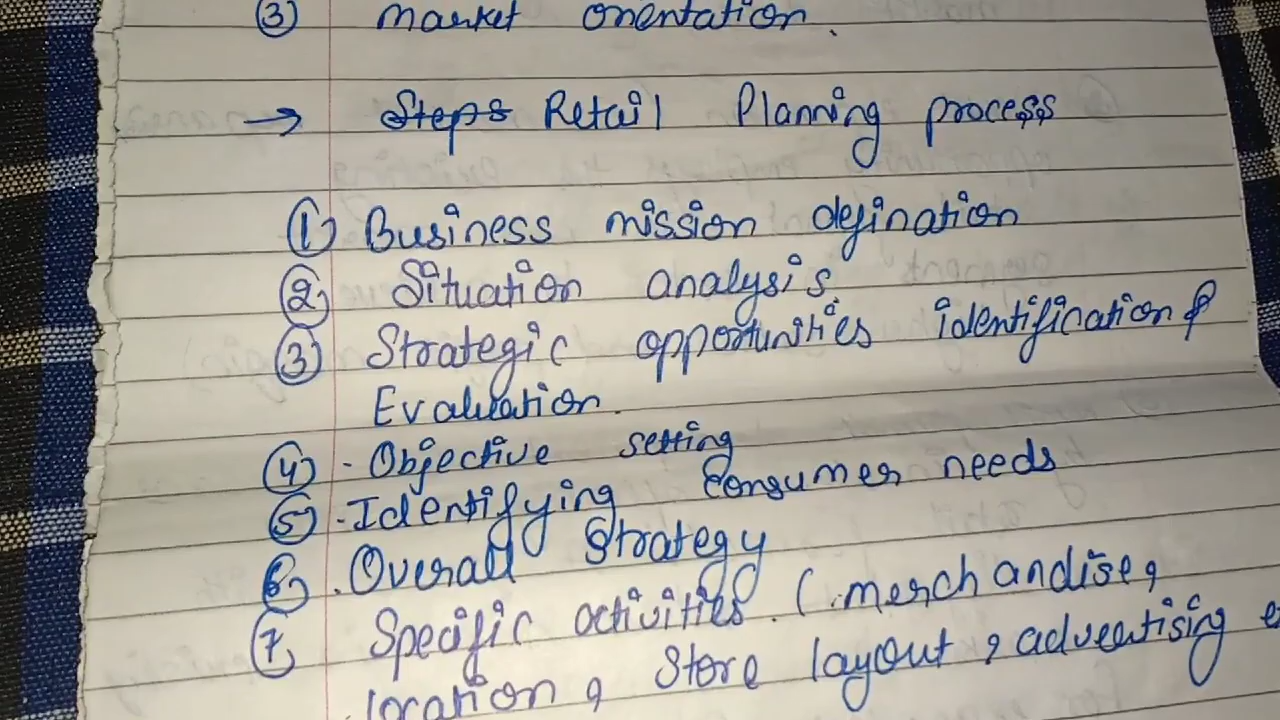 ③ market orientation.
→ Steps Retail Planning process
① Business mission defination
② Situation analysis.
③ Strategic opportunities identification &
Evaluation.
④ . Objective setting
⑤ . Identifying Consumer needs
⑥ . Overall Strategy
⑦ Specific activities. (merchandise,
location, Store layout, advertising